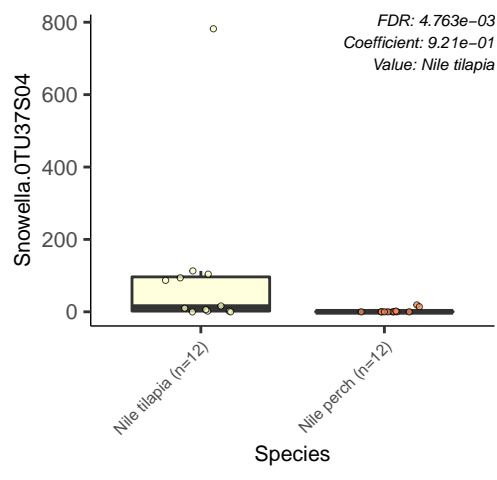 FDR: 4.763e−03
Coefficient: 9.21e−01
Value: Nile tilapia
800
600
400
200
0
Snowella.0TU37S04
Nile tilapia (n=12)
Nile perch (n=12)
Species